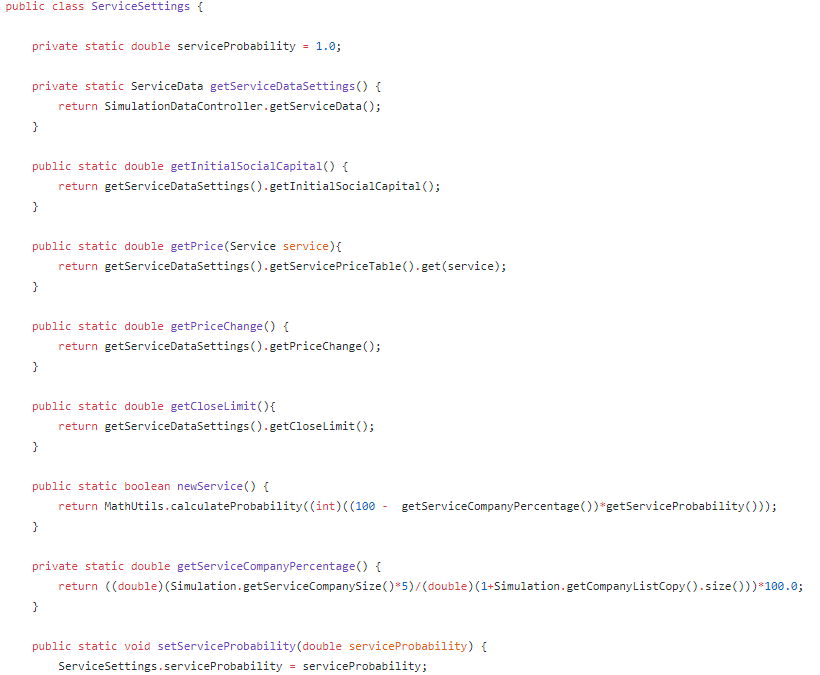 public class ServiceSettings {
private static double serviceProbability = 1.0;
private static ServiceData getServiceDataSettings() {
return SimulationDataController.getServiceData();
}
public static double getInitialSocialCapital() {
return getServiceDataSettings().getInitialSocialCapital();
}
public static double getPrice(Service service){
return getServiceDataSettings().getServicePriceTable().get(service);
}
public static double getPriceChange() {
return getServiceDataSettings().getPriceChange();
}
public static double getCloseLimit(){
return getServiceDataSettings().getCloseLimit();
}
public static boolean newService() {
return MathUtils.calculateProbability((int)((100 -  getServiceCompanyPercentage())*getServiceProbability()));
}
private static double getServiceCompanyPercentage() {
return ((double)(Simulation.getServiceCompanySize()*5)/(double)(1+Simulation.getCompanyListCopy().size()))*100.0;
}
public static void setServiceProbability(double serviceProbability) {
ServiceSettings.serviceProbability = serviceProbability;